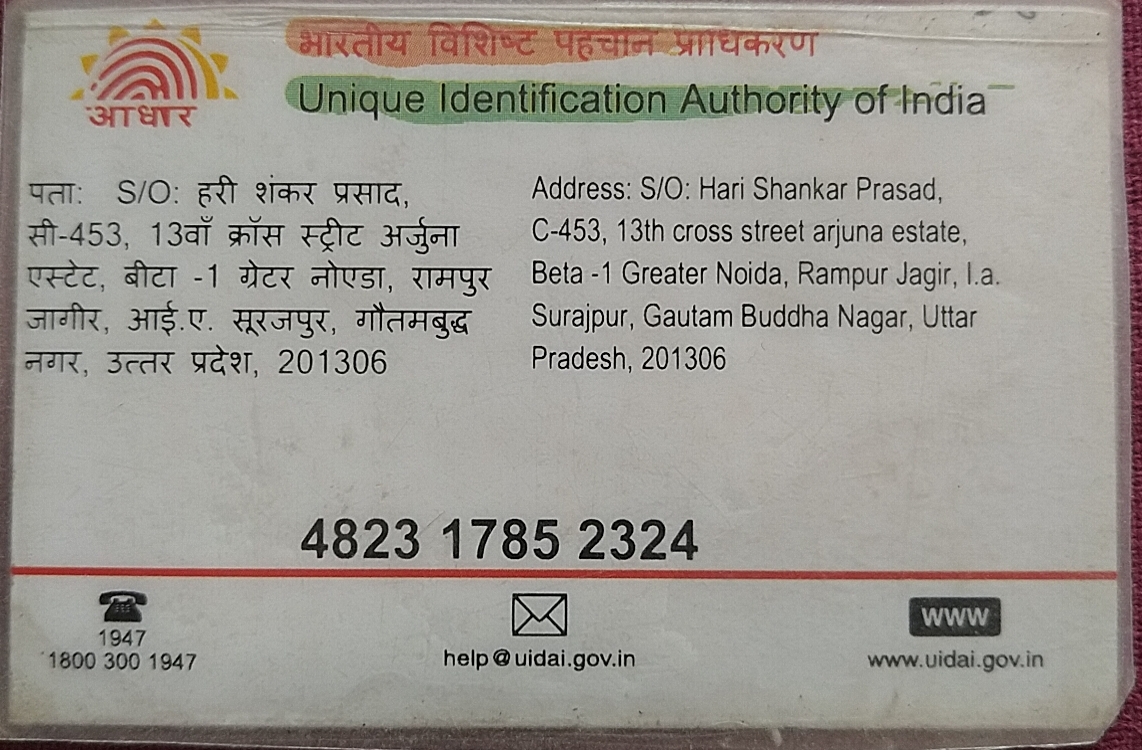 आधार
भारतीय विशिष्ट पहचान प्राधिकरण
Unique Identification Authority of India
पता: S/O: हरी शंकर प्रसाद,
सी-453, 13वाँ क्रॉस स्ट्रीट अर्जुना
एस्टेट, बीटा -1 ग्रेटर नोएडा, रामपुर
जागीर, आई.ए. सूरजपुर, गौतमबुद्ध
नगर, उत्तर प्रदेश, 201306
Address: S/O: Hari Shankar Prasad,
C-453, 13th cross street arjuna estate,
Beta -1 Greater Noida, Rampur Jagir, I.a.
Surajpur, Gautam Buddha Nagar, Uttar
Pradesh, 201306
4823 1785 2324
1947
1800 300 1947
help@uidai.gov.in
www
www.uidai.gov.in